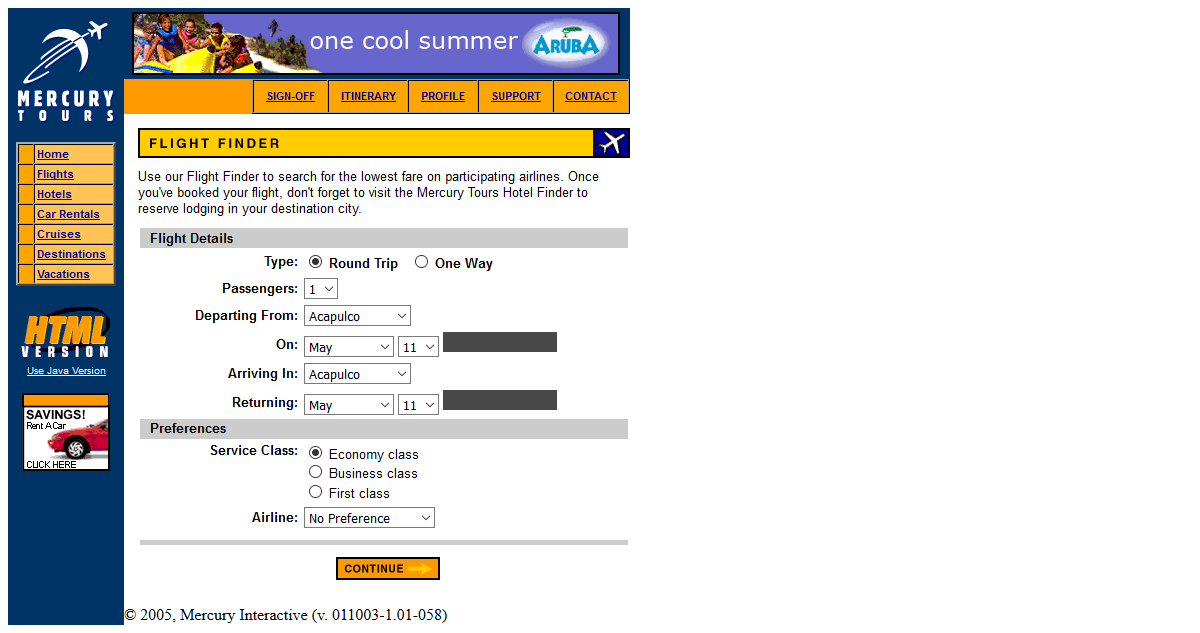 one cool summer ARUBA
MERCURY
TOURS
SIGN-OFF ITINERARY PROFILE SUPPORT CONTACT
Home
Flights
Hotels
Car Rentals
Cruises
Destinations
Vacations
HTML
VERSION
Use Java Version
SAVINGS!
Rent A Car
CLICK HERE
FLIGHT FINDER
Use our Flight Finder to search for the lowest fare on participating airlines. Once
you've booked your flight, don't forget to visit the Mercury Tours Hotel Finder to
reserve lodging in your destination city.
Flight Details
Type: Round Trip One Way
Passengers: 1
Departing From: Acapulco
On: May 11
Arriving In: Acapulco
Returning: May 11
Preferences
Service Class: Economy class
Business class
First class
Airline: No Preference
CONTINUE
© 2005, Mercury Interactive (v. 011003-1.01-058)